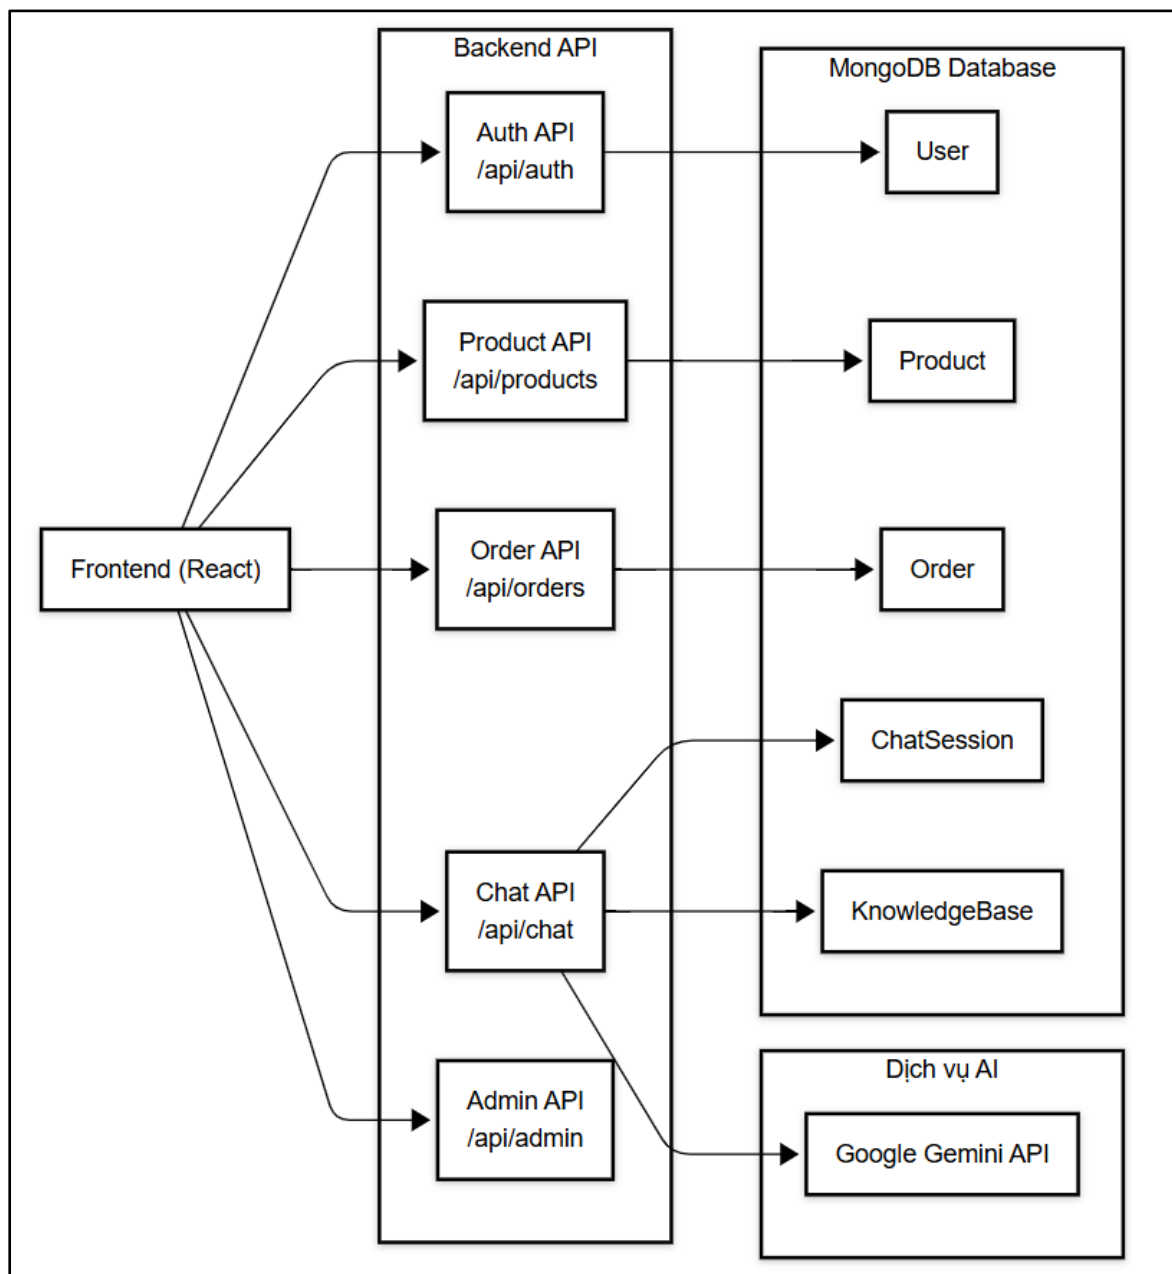 Backend API
MongoDB Database
Auth API
/api/auth
User
Product API
/api/products
Product
Frontend (React)
Order API
/api/orders
Order
ChatSession
Chat API
/api/chat
KnowledgeBase
Admin API
/api/admin
Dịch vụ AI
Google Gemini API